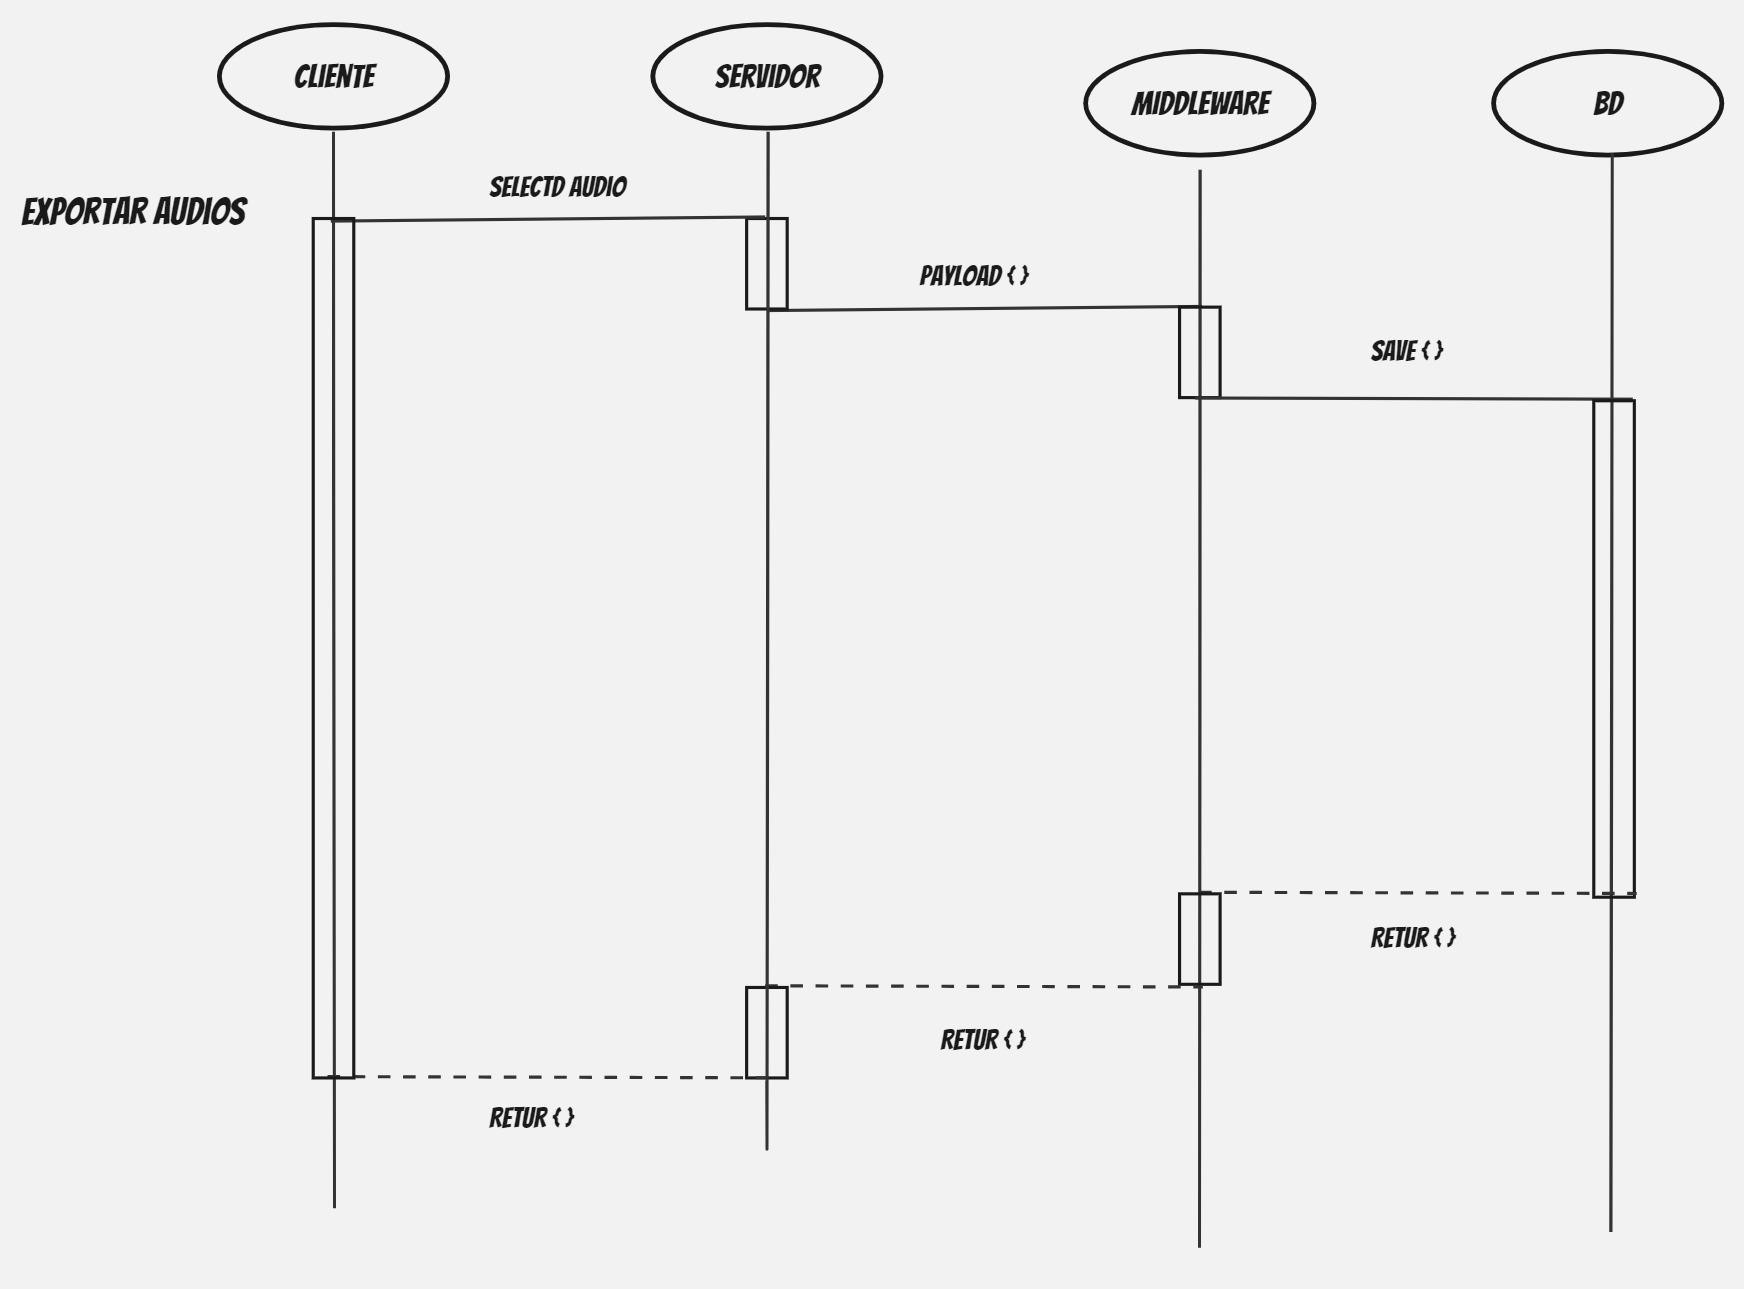 CLIENTE
SERVIDOR
MIDDLEWARE
BD
SELECTD AUDIO
EXPORTAR AUDIOS
PAYLOAD { }
SAVE { }
RETUR { }
RETUR { }
RETUR { }